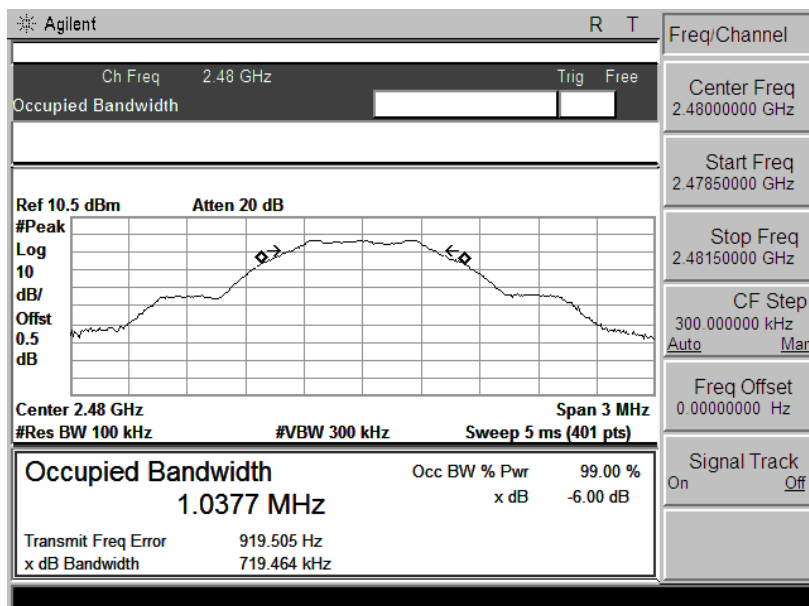 Agilent R T
Freq/Channel
Ch Freq 2.48 GHz Trig Free
Occupied Bandwidth
Center Freq
2.48000000 GHz
Start Freq
2.47850000 GHz
Stop Freq
2.48150000 GHz
CF Step
300.000000 kHz
Auto Man
Freq Offset
0.00000000 Hz
Signal Track
On Off
Ref 10.5 dBm Atten 20 dB
#Peak
Log
10
dB/
Offst
0.5
dB
Center 2.48 GHz Span 3 MHz
#Res BW 100 kHz #VBW 300 kHz Sweep 5 ms (401 pts)
Occupied Bandwidth Occ BW % Pwr 99.00 %
1.0377 MHz x dB -6.00 dB
Transmit Freq Error 919.505 Hz
x dB Bandwidth 719.464 kHz